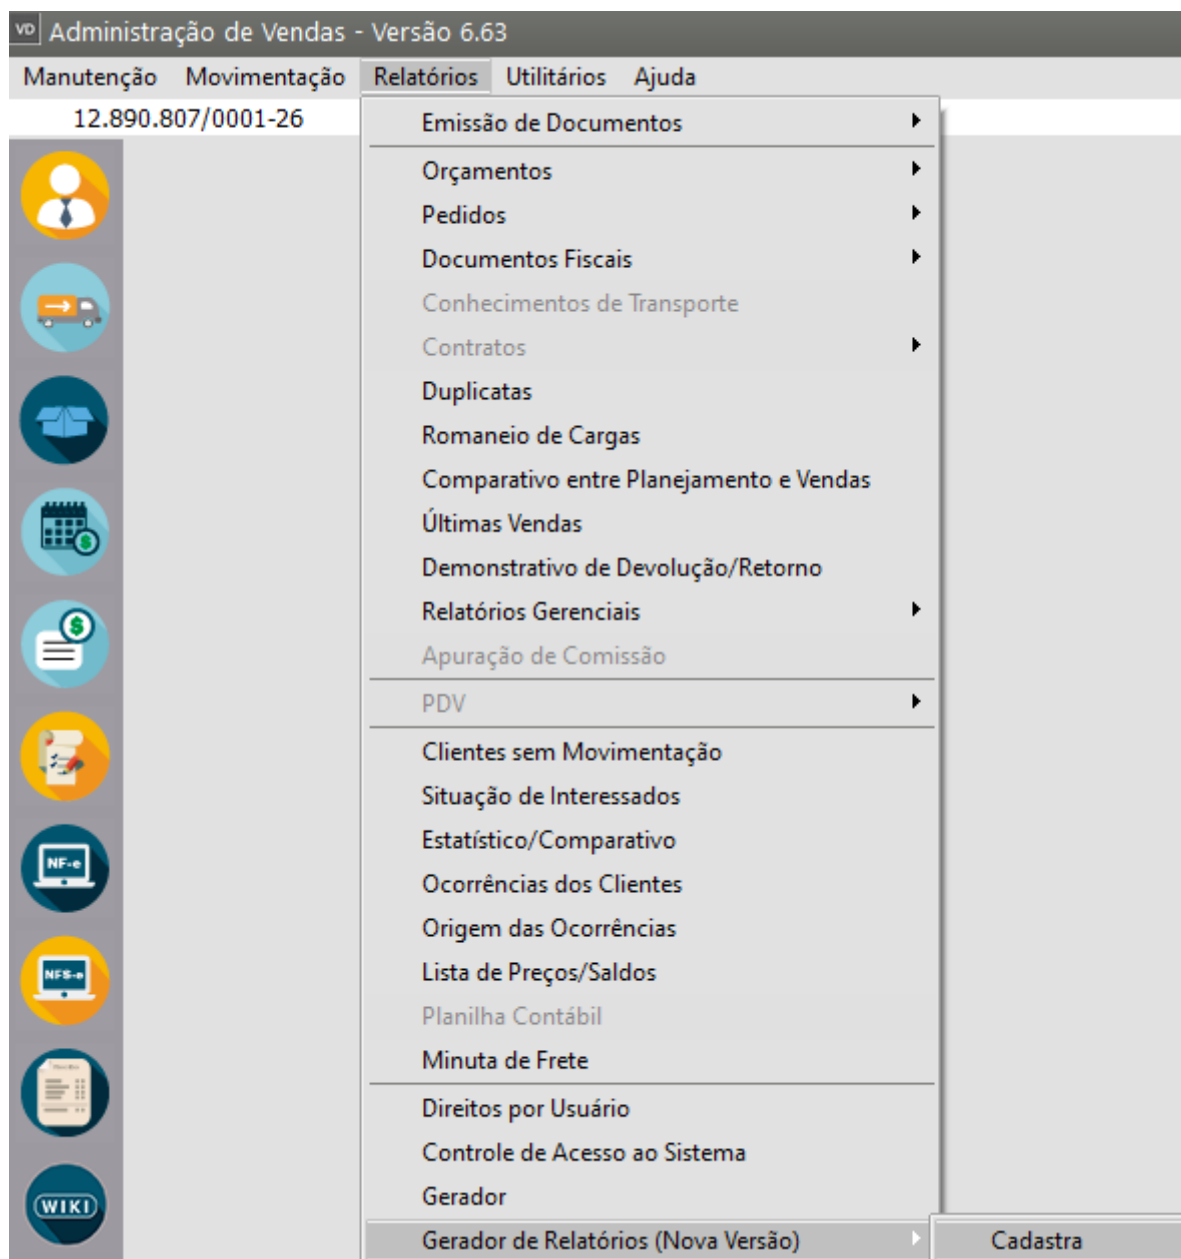 VD Administração de Vendas - Versão 6.63
Manutenção Movimentação Relatórios Utilitários Ajuda
12.890.807/0001-26
Emissão de Documentos
Orçamentos
Pedidos
Documentos Fiscais
Conhecimentos de Transporte
Contratos
Duplicatas
Romaneio de Cargas
Comparativo entre Planejamento e Vendas
Últimas Vendas
Demonstrativo de Devolução/Retorno
Relatórios Gerenciais
Apuração de Comissão
PDV
Clientes sem Movimentação
Situação de Interessados
Estatístico/Comparativo
NF-e
Ocorrências dos Clientes
Origem das Ocorrências
NFS-e
Lista de Preços/Saldos
Planilha Contábil
Minuta de Frete
Direitos por Usuário
Controle de Acesso ao Sistema
WIKI
Gerador
Gerador de Relatórios (Nova Versão) Cadastra